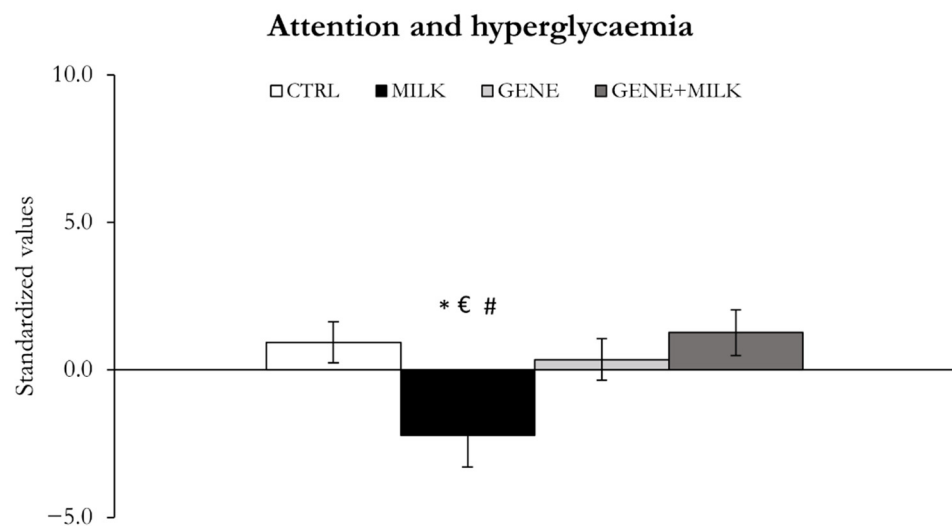 Attention and hyperglycaemia
10.0
CTRL MILK GENE GENE+MILK
5.0
Standardized values
* € #
0.0
−5.0